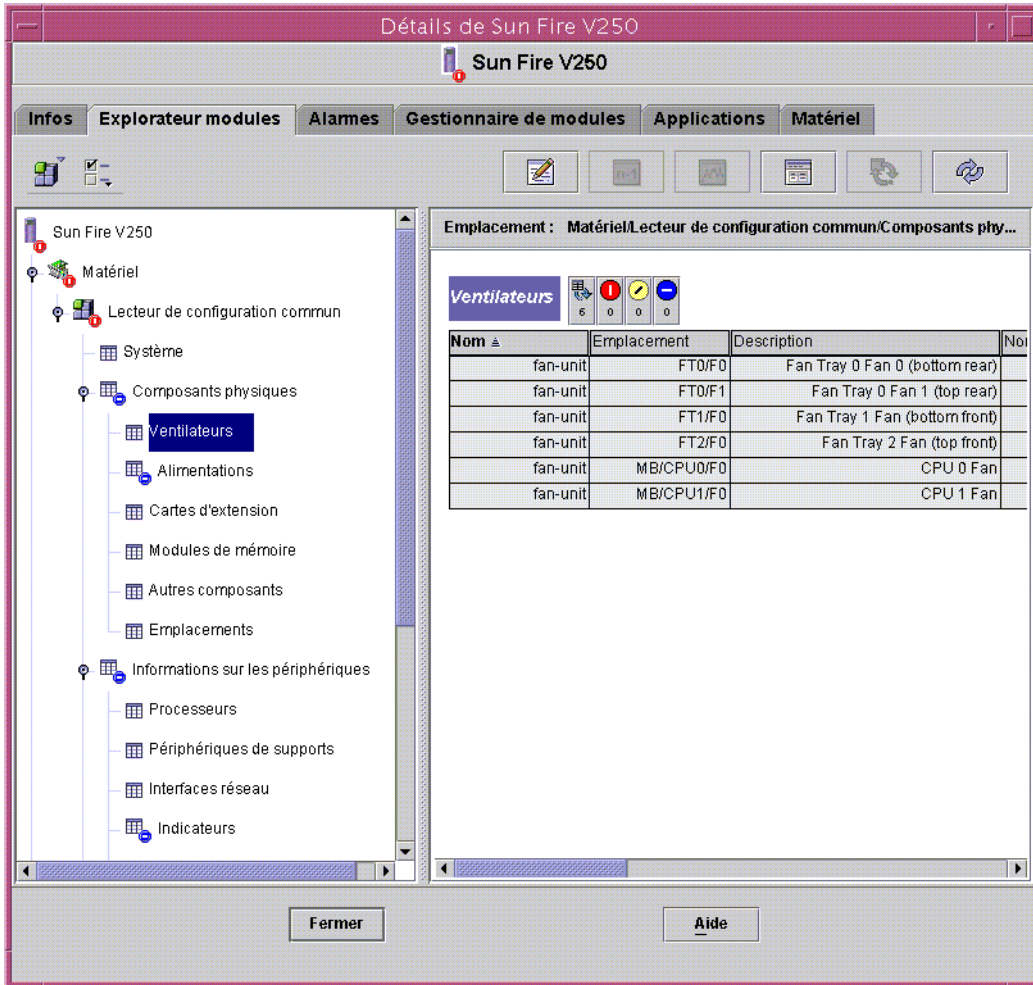 Détails de Sun Fire V250
Sun Fire V250
Infos Explorateur modules Alarmes Gestionnaire de modules Applications Matériel
Sun Fire V250
Matériel
Lecteur de configuration commun
Système
Composants physiques
Ventilateurs
Alimentations
Cartes d'extension
Modules de mémoire
Autres composants
Emplacements
Informations sur les périphériques
Processeurs
Périphériques de supports
Interfaces réseau
Indicateurs
Emplacement : Matériel/Lecteur de configuration commun/Composants phy...
Ventilateurs 6 0 0 0
Nom Emplacement Description Nor
fan-unit FT0/F0 Fan Tray 0 Fan 0 (bottom rear)
fan-unit FT0/F1 Fan Tray 0 Fan 1 (top rear)
fan-unit FT1/F0 Fan Tray 1 Fan (bottom front)
fan-unit FT2/F0 Fan Tray 2 Fan (top front)
fan-unit MB/CPU0/F0 CPU 0 Fan
fan-unit MB/CPU1/F0 CPU 1 Fan
Fermer Aide